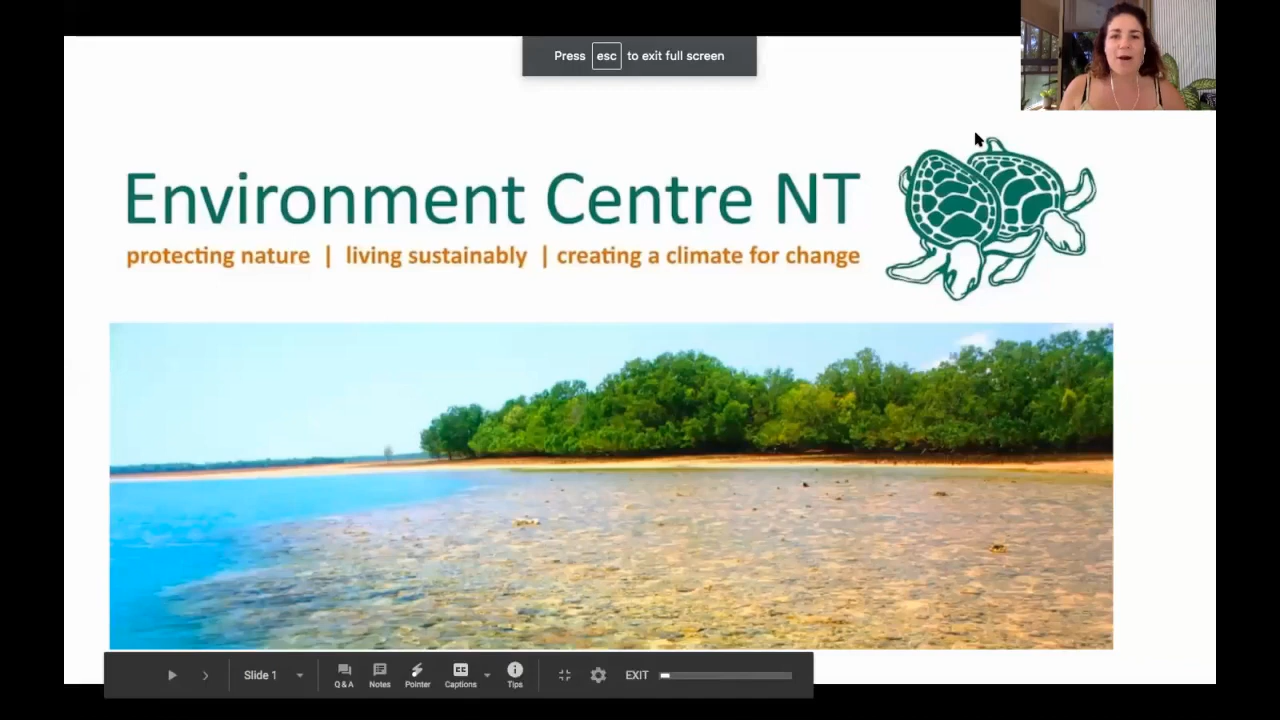 Press esc to exit full screen
Environment Centre NT
protecting nature | living sustainably | creating a climate for change
Slide 1
Q & A
Notes
Pointer
CC
Captions
Tips
EXIT